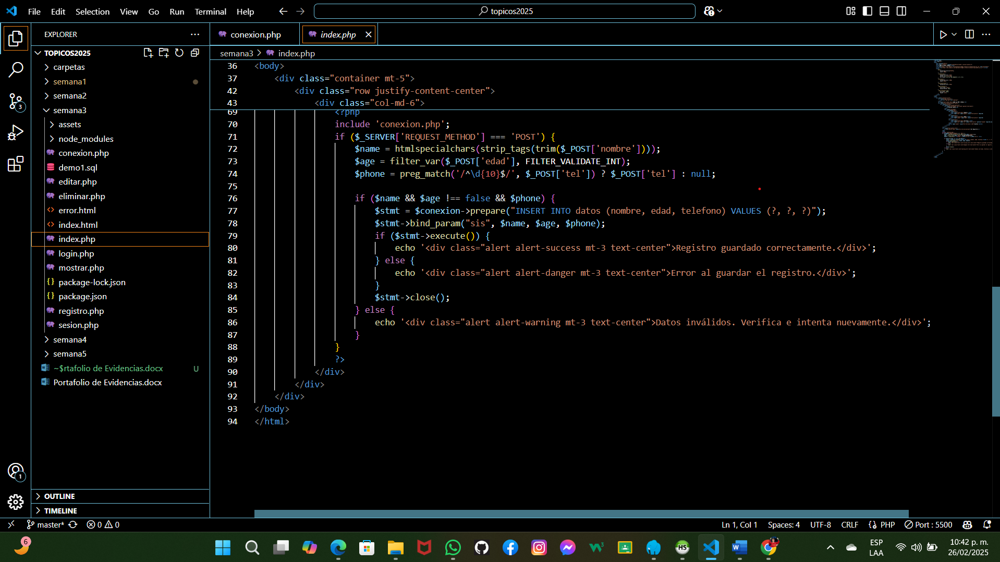 File Edit Selection View Go Run Terminal Help
topicos2025
EXPLORER
TOPICOS2025
carpetas
semana1
semana2
semana3
assets
node_modules
conexion.php
demo1.sql
editar.php
eliminar.php
error.html
index.html
index.php
login.php
mostrar.php
package-lock.json
package.json
registro.php
sesion.php
semana4
semana5
~$rtafolio de Evidencias.docx U
Portafolio de Evidencias.docx
OUTLINE
TIMELINE
3
1
conexion.php index.php
semana3 > index.php
36 <body>
37 <div class="container mt-5">
42 <div class="row justify-content-center">
43 <div class="col-md-6">
69 <?php
70 include 'conexion.php';
71 if ($_SERVER['REQUEST_METHOD'] === 'POST') {
72 $name = htmlspecialchars(strip_tags(trim($_POST['nombre'])));
73 $age = filter_var($_POST['edad'], FILTER_VALIDATE_INT);
74 $phone = preg_match('/^\d{10}$/', $_POST['tel']) ? $_POST['tel'] : null;
75
76 if ($name && $age !== false && $phone) {
77 $stmt = $conexion->prepare("INSERT INTO datos (nombre, edad, telefono) VALUES (?, ?, ?)");
78 $stmt->bind_param("sis", $name, $age, $phone);
79 if ($stmt->execute()) {
80 echo '<div class="alert alert-success mt-3 text-center">Registro guardado correctamente.</div>';
81 } else {
82 echo '<div class="alert alert-danger mt-3 text-center">Error al guardar el registro.</div>';
83 }
84 $stmt->close();
85 } else {
86 echo '<div class="alert alert-warning mt-3 text-center">Datos inválidos. Verifica e intenta nuevamente.</div>';
87 }
88 }
89 ?>
90 </div>
91 </div>
92 </div>
93 </body>
94 </html>
master* 0 0 Ln 1, Col 1 Spaces: 4 UTF-8 CRLF {} PHP Port : 5500
6
W3
HS
ESP
LAA
10:42 p. m.
26/02/2025